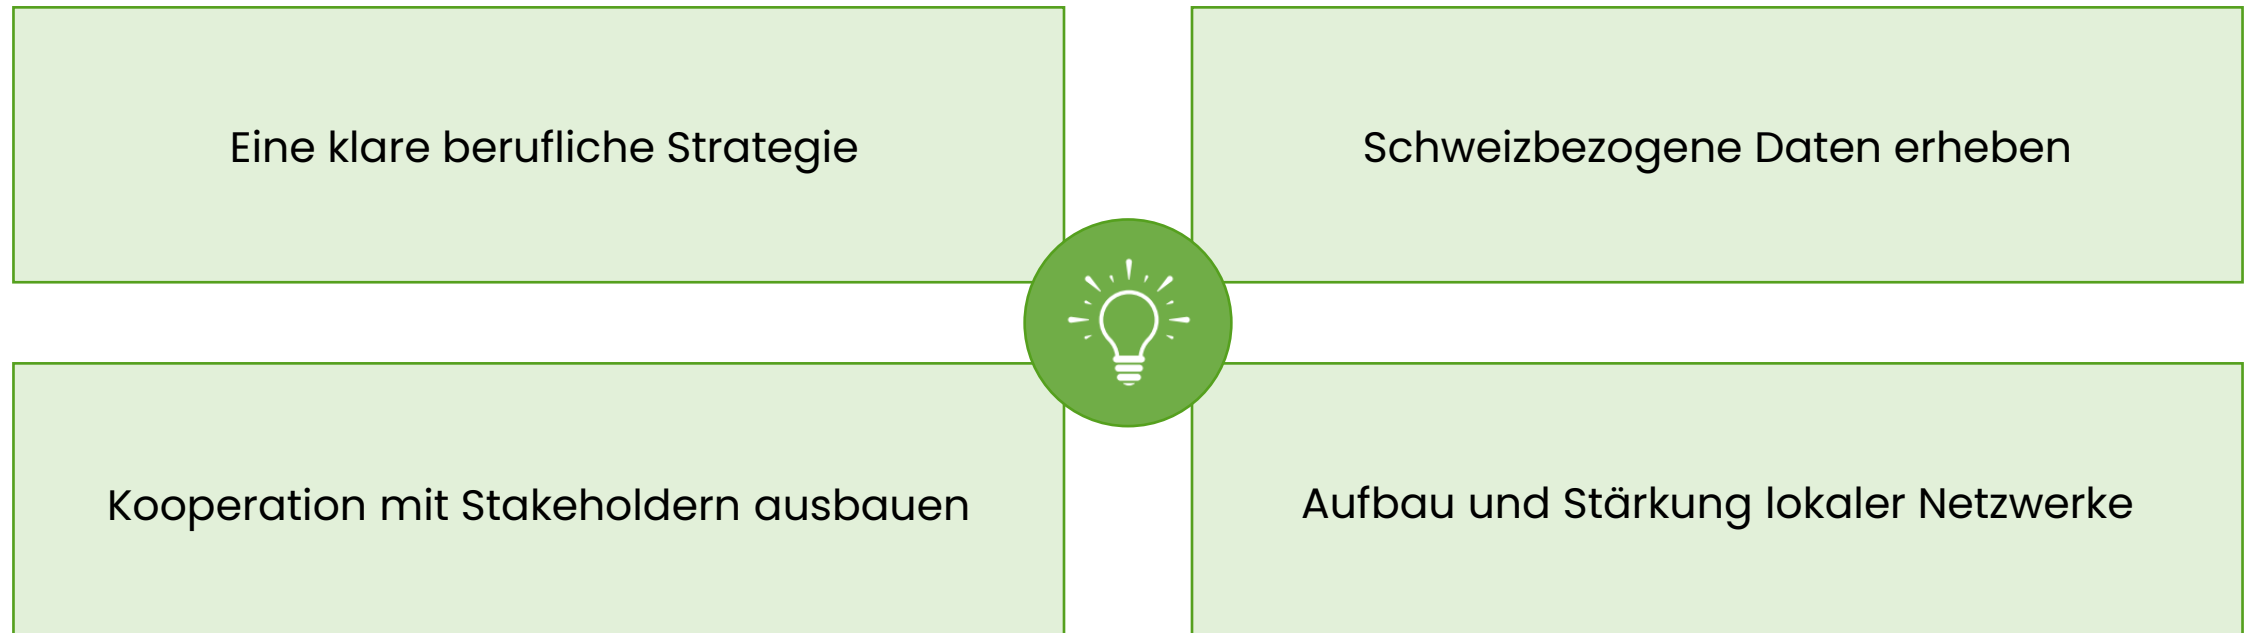 Eine klare berufliche Strategie
Schweizbezogene Daten erheben
Kooperation mit Stakeholdern ausbauen
Aufbau und Stärkung lokaler Netzwerke